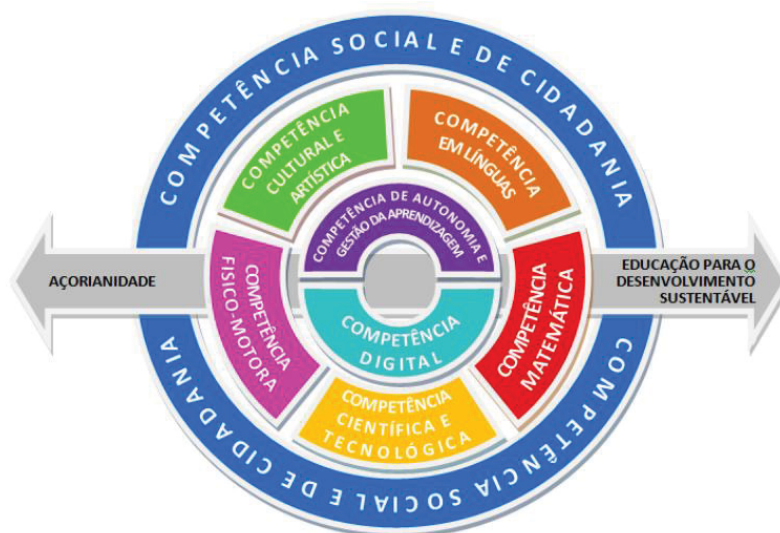 COMPETÊNCIA SOCIAL E DE CIDADANIA
COMPETÊNCIA
CULTURAL E
ARTÍSTICA
COMPETÊNCIA
EM LÍNGUAS
COMPETÊNCIA DE AUTONOMIA E
GESTÃO DA APRENDIZAGEM
AÇORIANIDADE
COMPETÊNCIA
FISICO-MOTORA
COMPETÊNCIA
DIGITAL
COMPETÊNCIA
MATEMÁTICA
EDUCAÇÃO PARA O
DESENVOLVIMENTO
SUSTENTÁVEL
COMPETÊNCIA
CIENTÍFICA E
TECNOLÓGICA
COMPETÊNCIA SOCIAL E DE CIDADANIA